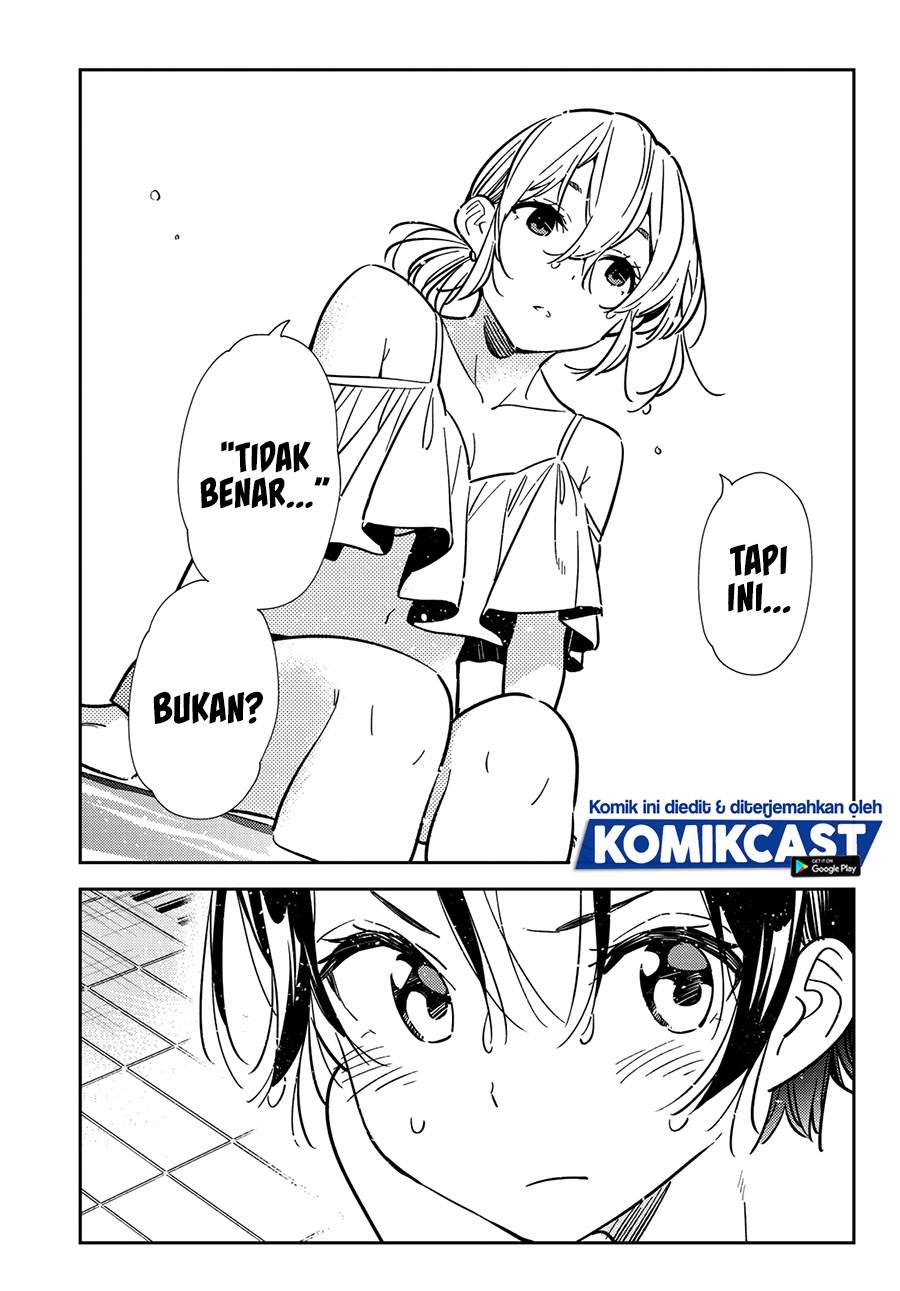 TAPI
INI...
"TIDAK
BENAR..."
BUKAN?
Komik ini diedit & diterjemahkan oleh
KOMIKCAST
GET IT ON
Google Play